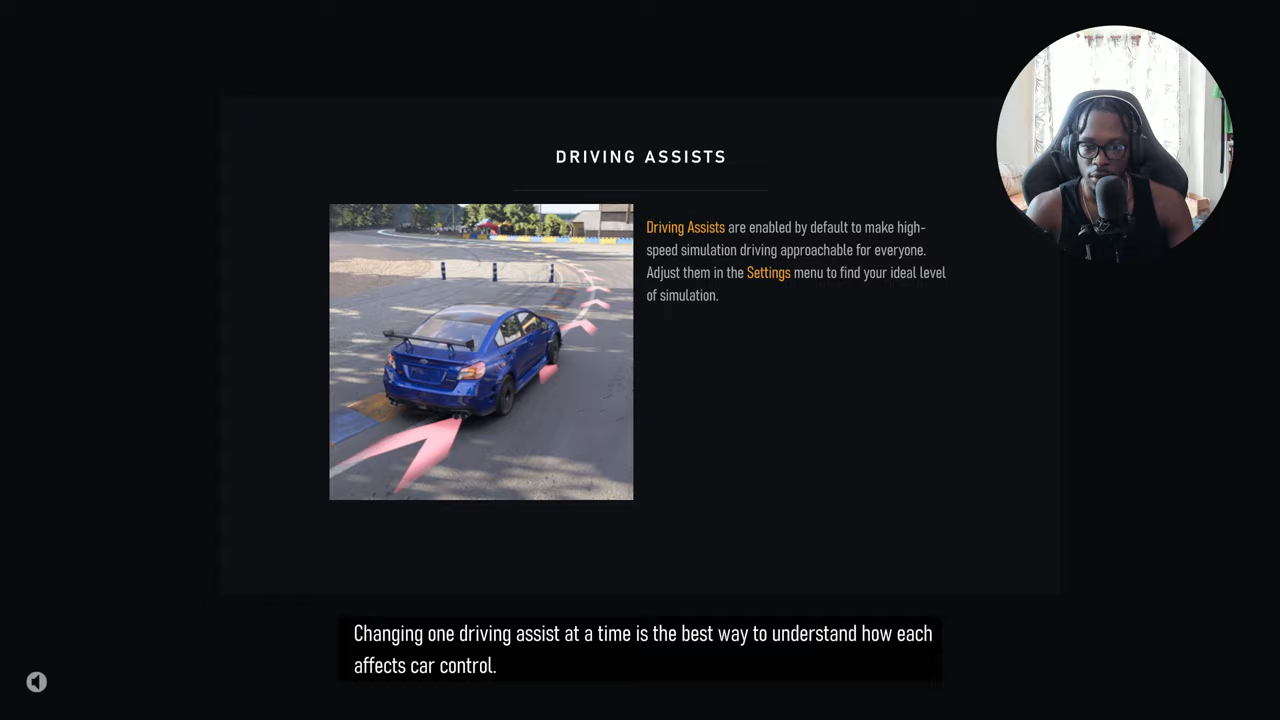 DRIVING ASSISTS
Driving Assists are enabled by default to make high-
speed simulation driving approachable for everyone.
Adjust them in the Settings menu to find your ideal level
of simulation.
Changing one driving assist at a time is the best way to understand how each
affects car control.